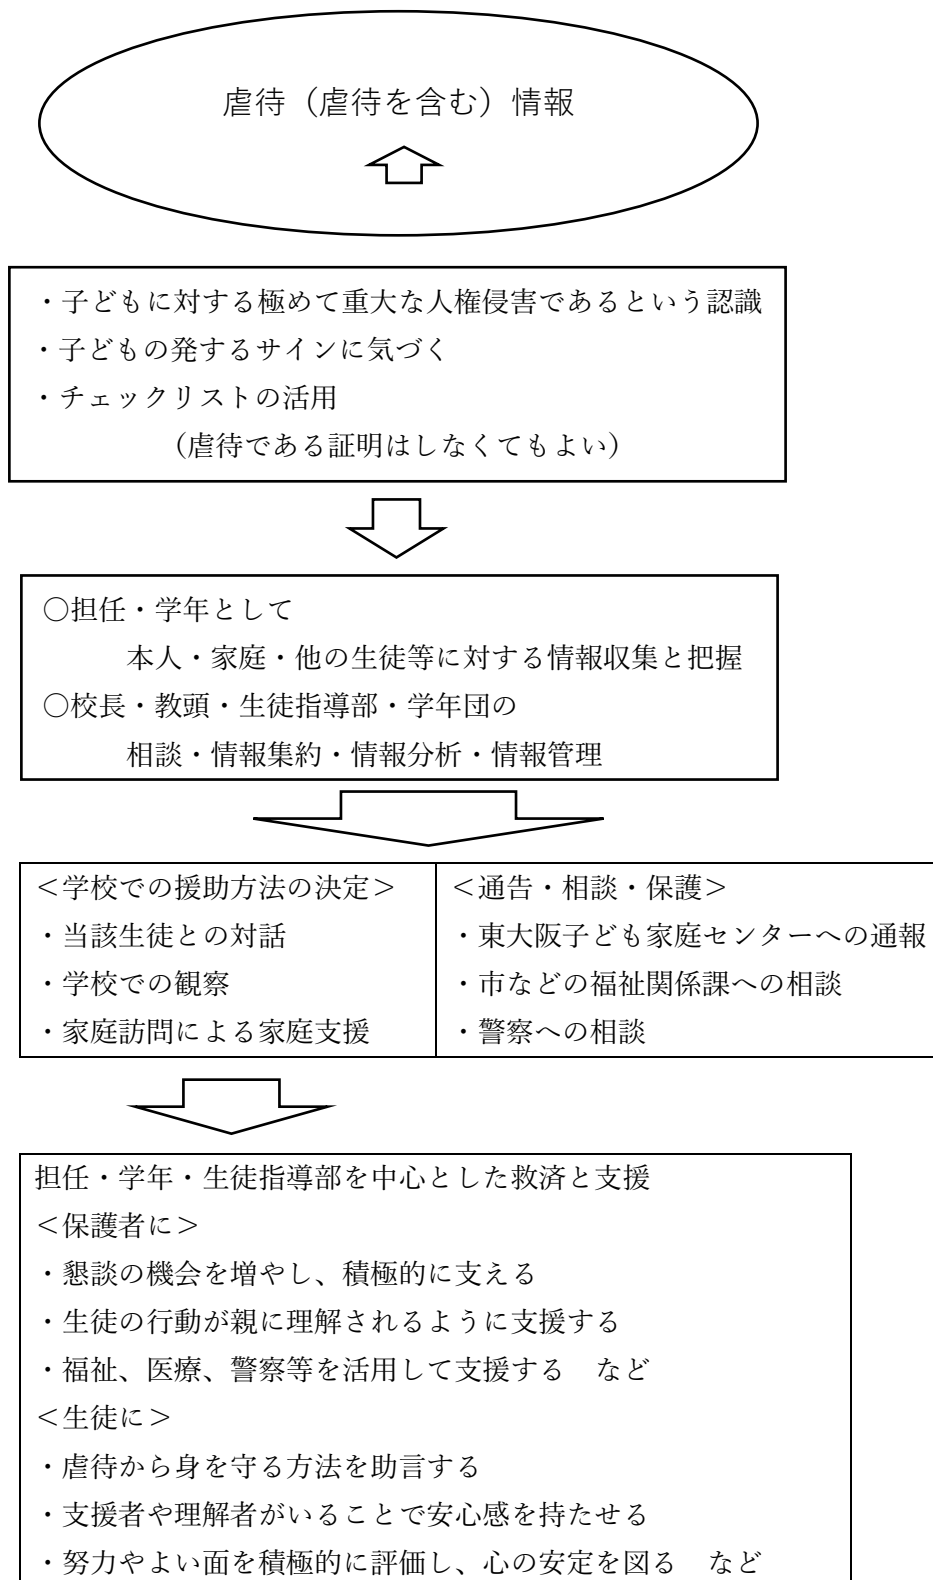 虐待（虐待を含む）情報
・子どもに対する極めて重大な人権侵害であるという認識
・子どもの発するサインに気づく
・チェックリストの活用
（虐待である証明はしなくてもよい）
○担任・学年として
本人・家庭・他の生徒等に対する情報収集と把握
○校長・教頭・生徒指導部・学年団の
相談・情報集約・情報分析・情報管理
＜学校での援助方法の決定＞
・当該生徒との対話
・学校での観察
・家庭訪問による家庭支援
＜通告・相談・保護＞
・東大阪子ども家庭センターへの通報
・市などの福祉関係課への相談
・警察への相談
担任・学年・生徒指導部を中心とした救済と支援
＜保護者に＞
・懇談の機会を増やし、積極的に支える
・生徒の行動が親に理解されるように支援する
・福祉、医療、警察等を活用して支援する　など
＜生徒に＞
・虐待から身を守る方法を助言する
・支援者や理解者がいることで安心感を持たせる
・努力やよい面を積極的に評価し、心の安定を図る　など